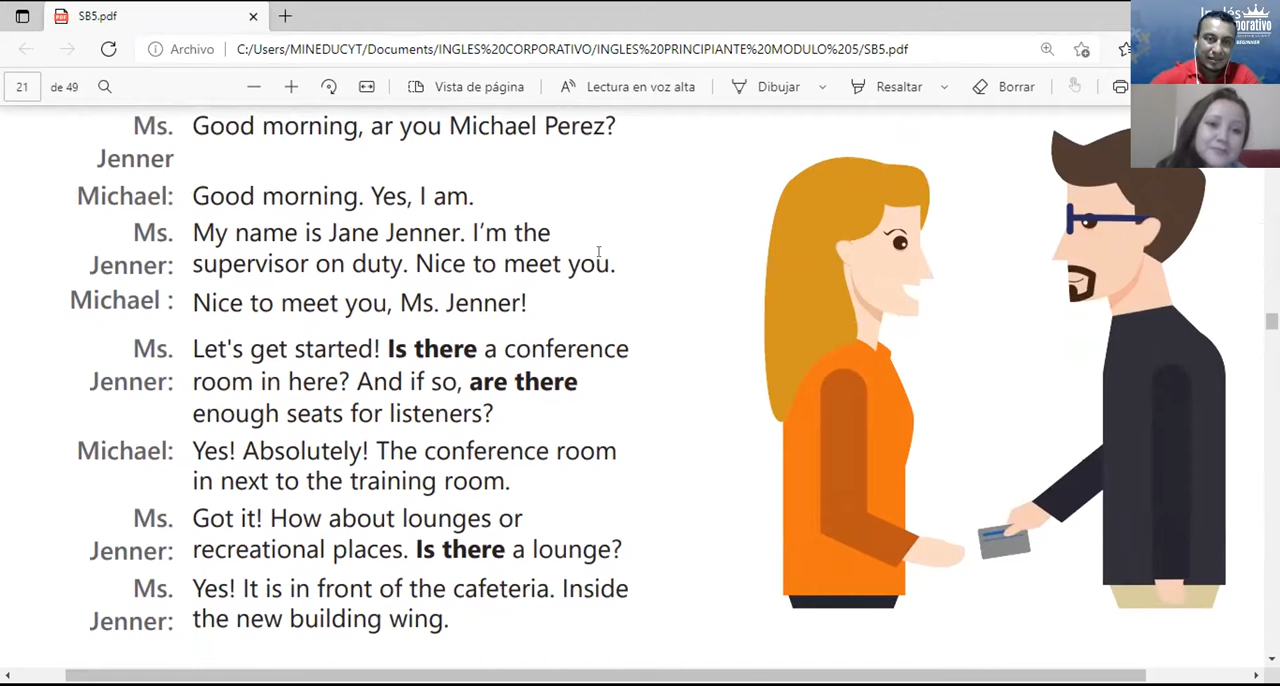 SB5.pdf
Archivo
C:/Users/MINEDUCYT/Documents/INGLES%20CORPORATIVO/INGLES%20PRINCIPIANTE%20MODULO%205/SB5.pdf
21 de 49
Vista de página
Lectura en voz alta
Dibujar
Resaltar
Borrar
Inglés
BEGINNER
Ms. Good morning, ar you Michael Perez?
Jenner
Michael: Good morning. Yes, I am.
Ms. My name is Jane Jenner. I'm the
Jenner: supervisor on duty. Nice to meet you.
Michael : Nice to meet you, Ms. Jenner!
Ms. Let's get started! Is there a conference
Jenner: room in here? And if so, are there
enough seats for listeners?
Michael: Yes! Absolutely! The conference room
in next to the training room.
Ms. Got it! How about lounges or
Jenner: recreational places. Is there a lounge?
Ms. Yes! It is in front of the cafeteria. Inside
Jenner: the new building wing.